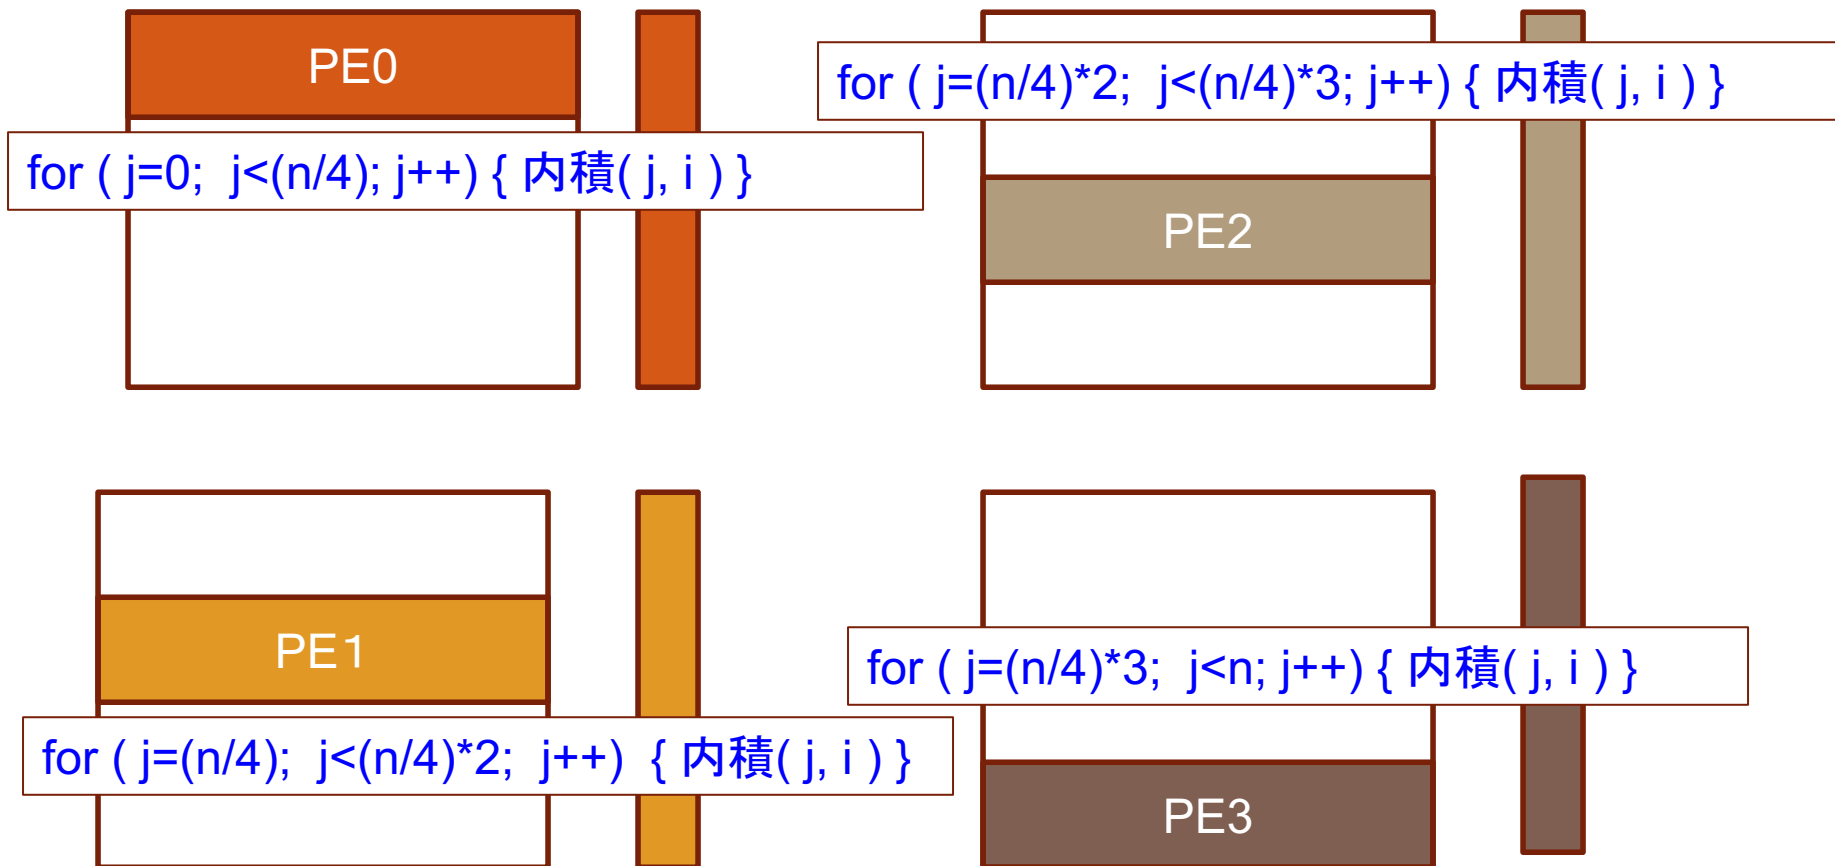 PE0
for ( j=0; j<(n/4); j++) { 内積( j, i ) }
for ( j=(n/4)*2; j<(n/4)*3; j++) { 内積( j, i ) }
PE2
PE1
for ( j=(n/4); j<(n/4)*2; j++) { 内積( j, i ) }
for ( j=(n/4)*3; j<n; j++) { 内積( j, i ) }
PE3